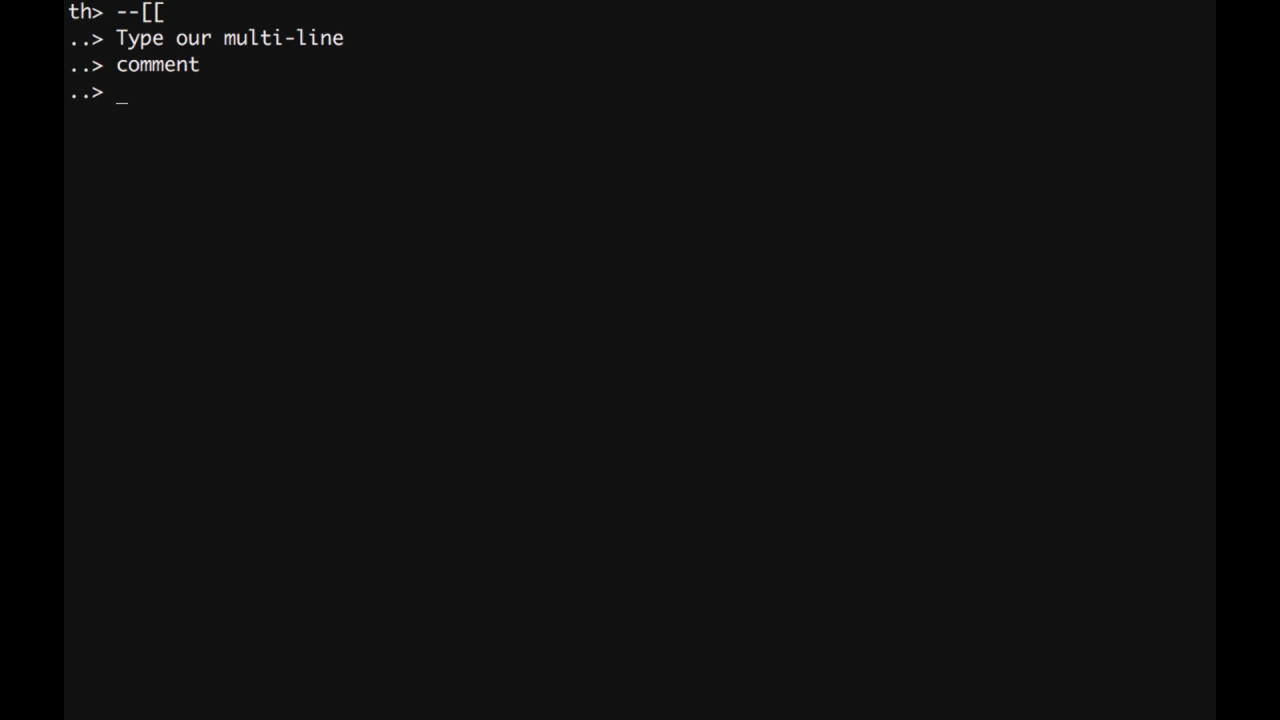 th> --[[
..> Type our multi-line
..> comment
..> _